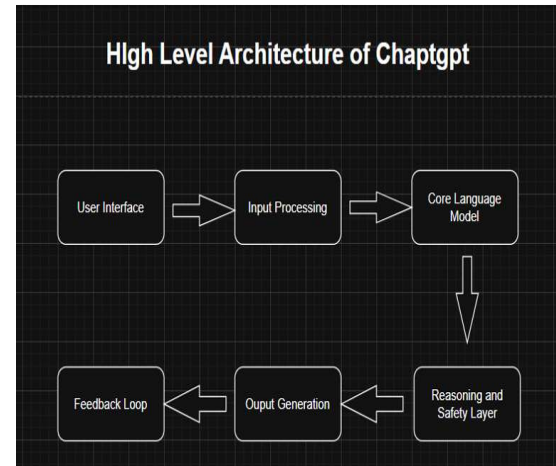 HIgh Level Architecture of Chaptgpt
User Interface
Input Processing
Core Language
Model
Feedback Loop
Ouput Generation
Reasoning and
Safety Layer